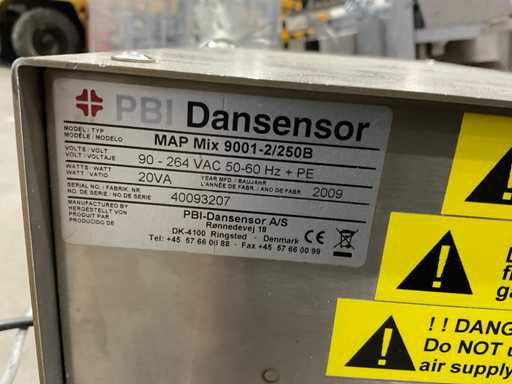 PBI Dansensor
MODEL / TYP
MODÈLE / MODELO
MAP Mix 9001-2/250B
VOLTS / VOLT
VOLT / VOLTAJE
90 - 264 VAC 50-60 Hz + PE
WATTS / WATT
WATT / VATIO
20VA
YEAR MFD / BAUJAHR
L'ANNÉE DE FABR. / ANO DE FABR
2009
SERIAL NO / FABRIK. NR.
NO DE SERIE / NO DE SERIE
40093207
MANUFACTURED BY
HERGESTELLT VON
PRODUIT PAR
PRODUCIDO DE
PBI-Dansensor A/S
Rønnedevej 18
DK-4100 Ringsted - Denmark
Tel: +45 57 66 00 88 - Fax +45 57 66 00 99
CE
!! DANG
Do NOT u
air supply